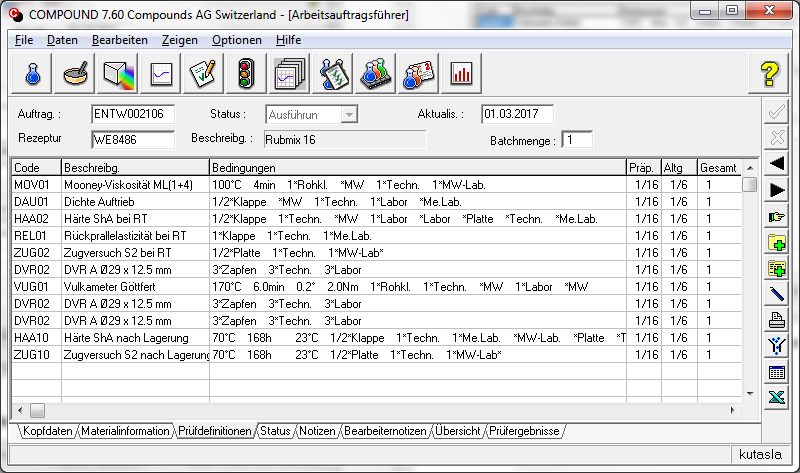 COMPOUND 7.60 Compounds AG Switzerland - [Arbeitsauftragsführer]
File Daten Bearbeiten Zeigen Optionen Hilfe
Auftrag. : ENTW002106 Status : Ausführen Aktualis. : 01.03.2017
Rezeptur WE8486 Beschreibg. : Rubmix 16 Batchmenge : 1
Code Beschreibg. Bedingungen Präp. Altg Gesamt
MOV01 Mooney-Viskosität ML(1+4) 100°C 4min 1*Rohkl. *MW 1*Techn. 1*MW-Lab. 1/16 1/6 1
DAU01 Dichte Auftrieb 1/2*Klappe *MW 1*Techn. 1*Labor *Me.Lab. 1/16 1/6 1
HAA02 Härte ShA bei RT 1/2*Klappe 1*Techn. *MW 1*Labor *Labor *Platte *Techn. *Me.Lab. 1/16 1/6 1
REL01 Rückprallelastizität bei RT 1*Klappe 1*Techn. 1*Me.Lab. 1/16 1/6 1
ZUG02 Zugversuch S2 bei RT 1/2*Platte 1*Techn. 1*MW-Lab* 1/16 1/6 1
DVR02 DVR A Ø29 x 12.5 mm 3*Zapfen 3*Techn. 3*Labor 1/16 1/6 1
VUG01 Vulkameter Göttfert 170°C 6.0min 0.2° 2.0Nm 1*Rohkl. 1*Techn. *MW 1*Labor *MW 1/16 1/6 1
DVR02 DVR A Ø29 x 12.5 mm 3*Zapfen 3*Techn. 3*Labor 1/16 1/6 1
DVR02 DVR A Ø29 x 12.5 mm 3*Zapfen 3*Techn. 3*Labor 1/16 1/6 1
HAA10 Härte ShA nach Lagerung 70°C 168h 23°C 1/2*Klappe 1*Techn. 1*Me.Lab. *MW-Lab. *Platte *T 1/16 1/6 1
ZUG10 Zugversuch S2 nach Lagerung 70°C 168h 23°C 1/2*Platte 1*Techn. 1*MW-Lab* 1/16 1/6 1
Kopfdaten Materialinformation Prüfdefinitionen Status Notizen Bearbeiternotizen Übersicht Prüfergebnisse
kutasla